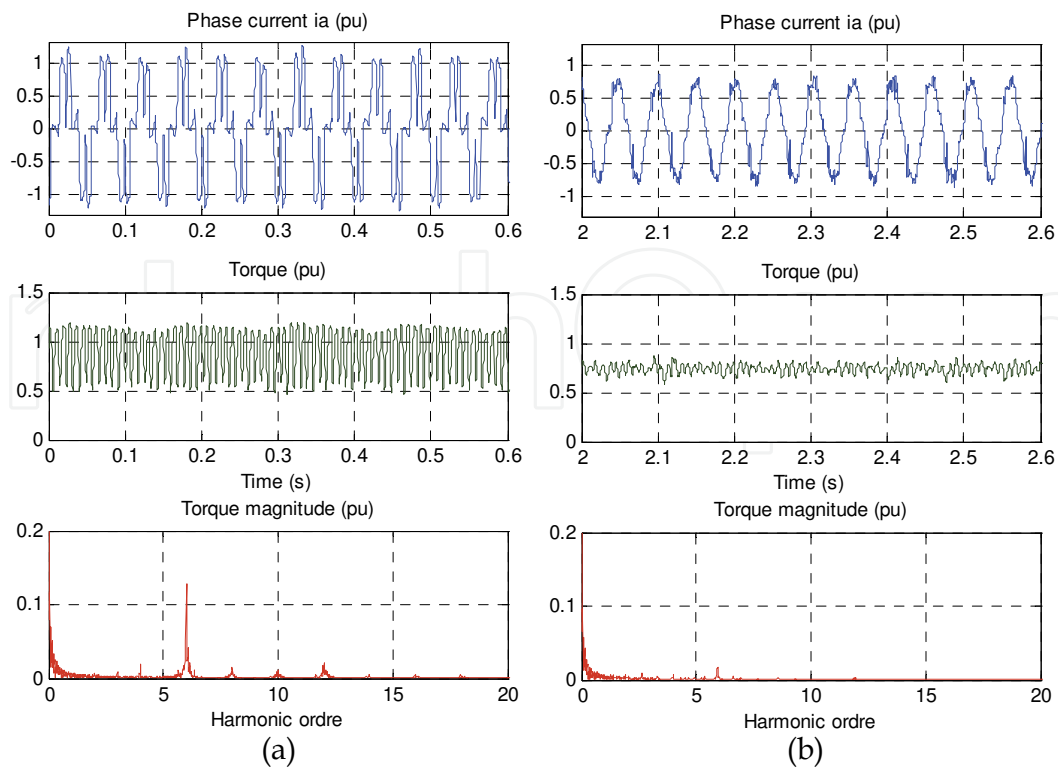 Phase current ia (pu)
1
0.5
0
-0.5
-1
0 0.1 0.2 0.3 0.4 0.5 0.6
Torque (pu)
1.5
1
0.5
0
0 0.1 0.2 0.3 0.4 0.5 0.6
Time (s)
Torque magnitude (pu)
0.2
0.1
0
0 5 10 15 20
Harmonic ordre
(a)
Phase current ia (pu)
1
0.5
0
-0.5
-1
2 2.1 2.2 2.3 2.4 2.5 2.6
Torque (pu)
1.5
1
0.5
0
2 2.1 2.2 2.3 2.4 2.5 2.6
Time (s)
Torque magnitude (pu)
0.2
0.1
0
0 5 10 15 20
Harmonic ordre
(b)